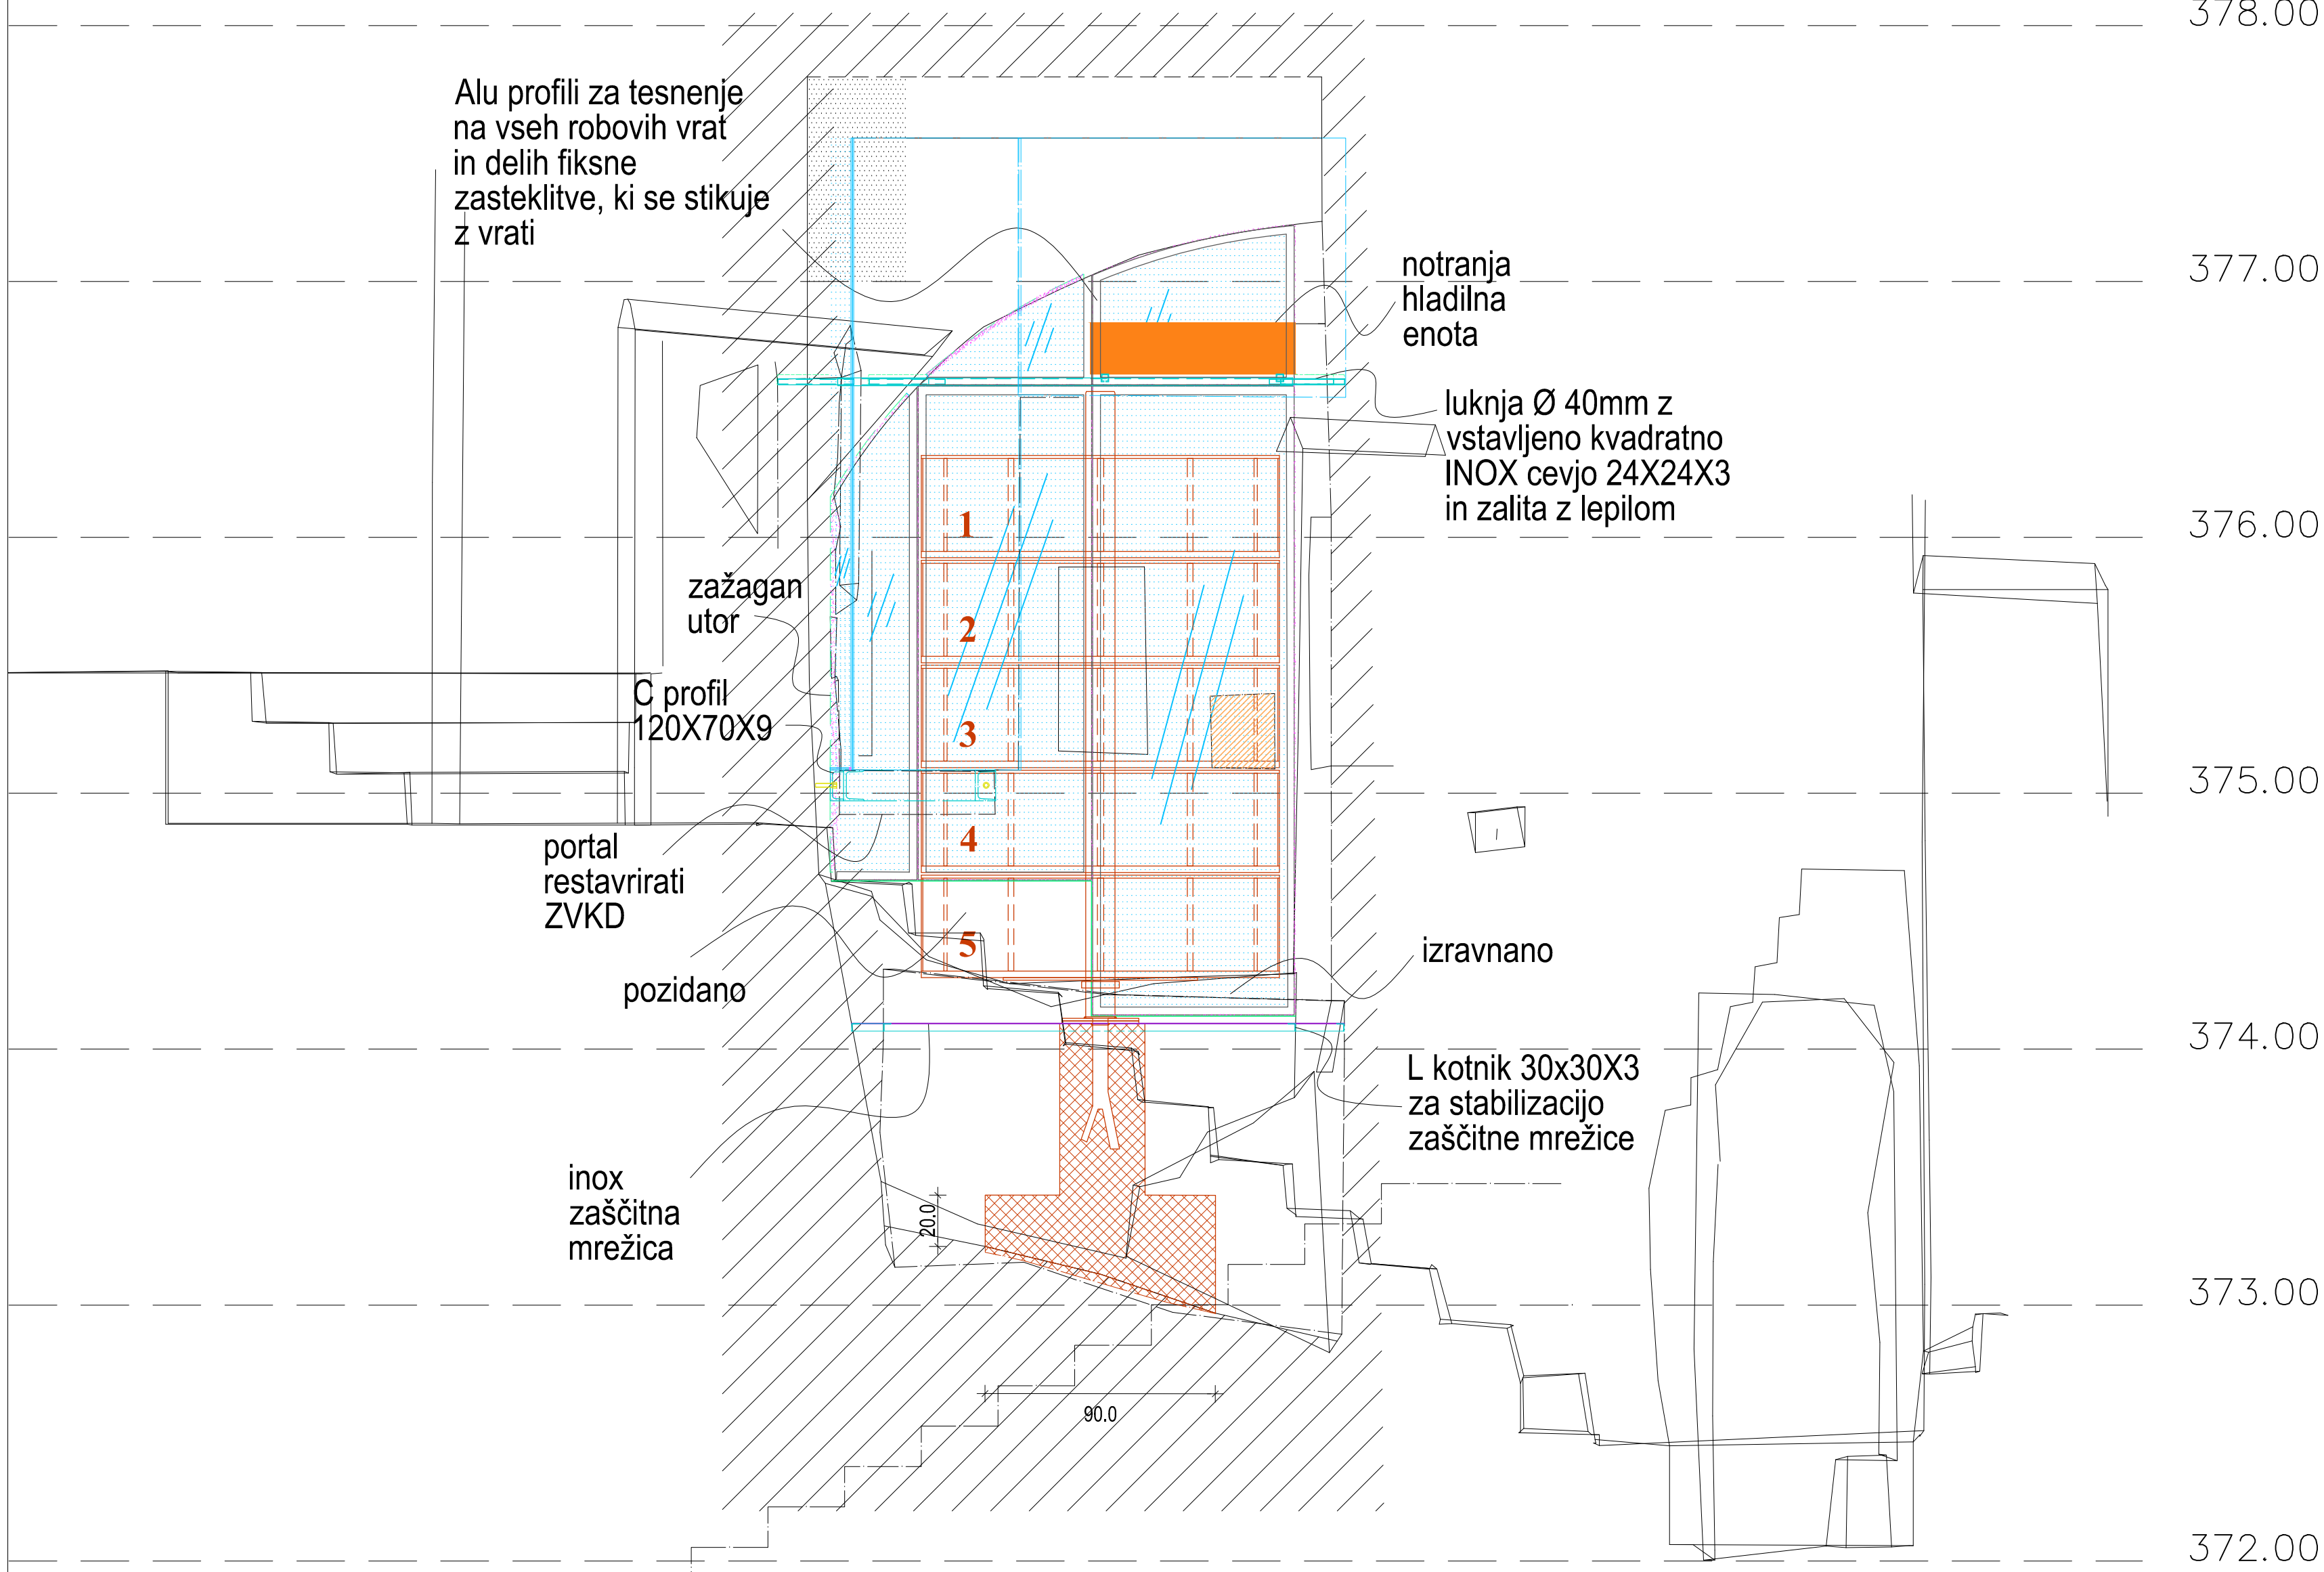 378.00
Alu profili za tesnenje
na vseh robovih vrat
in delih fiksne
zasteklitve, ki se stikuje
z vrati
notranja
hladilna
enota
377.00
luknja Ø 40mm z
vstavljeno kvadratno
INOX cevjo 24X24X3
in zalita z lepilom
376.00
1
zažagan
utor
2
C profil
120X70X9
3
375.00
portal
restavrirati
ZVKD
4
5
izravnano
pozidano
374.00
L kotnik 30x30X3
za stabilizacijo
zaščitne mrežice
inox
zaščitna
mrežica
20.0
373.00
90.0
372.00